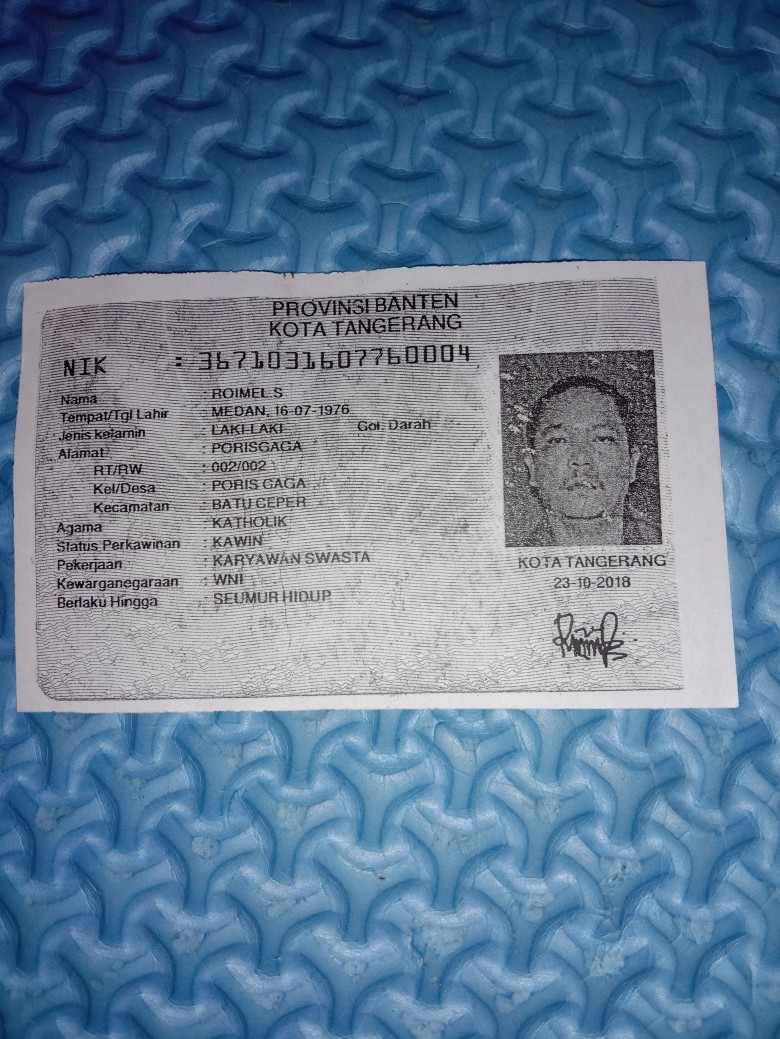 PROVINSI BANTEN
KOTA TANGERANG
NIK : 3671031607760004
Nama : ROIMEL S
Tempat/Tgl Lahir : MEDAN, 16-07-1976
Jenis kelamin : LAKI-LAKI Gol. Darah
Alamat : PORISGAGA
RT/RW : 002/002
Kel/Desa : PORIS GAGA
Kecamatan : BATU CEPER
Agama : KATHOLIK
Status Perkawinan : KAWIN
Pekerjaan : KARYAWAN SWASTA
Kewarganegaraan : WNI
Berlaku Hingga : SEUMUR HIDUP
KOTA TANGERANG
23-10-2018